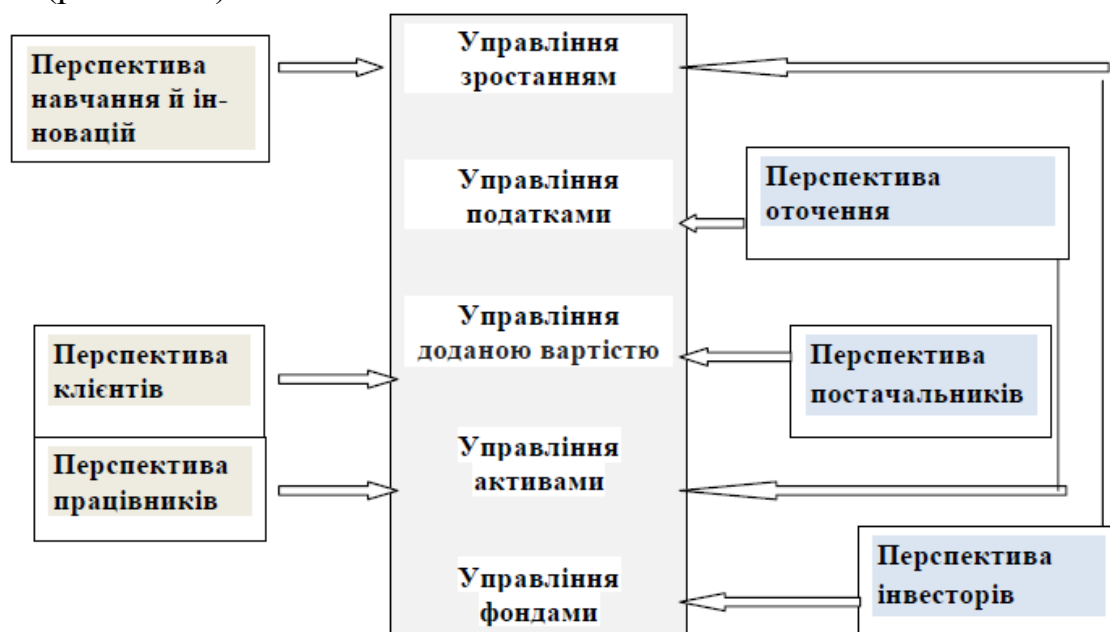 Управління
зростанням
Перспектива
навчання й ін-
новацій
Управління
податками
Перспектива
оточення
Управління
доданою вартістю
Перспектива
клієнтів
Перспектива
постачальників
Управління
активами
Перспектива
працівників
Управління
фондами
Перспектива
інвесторів